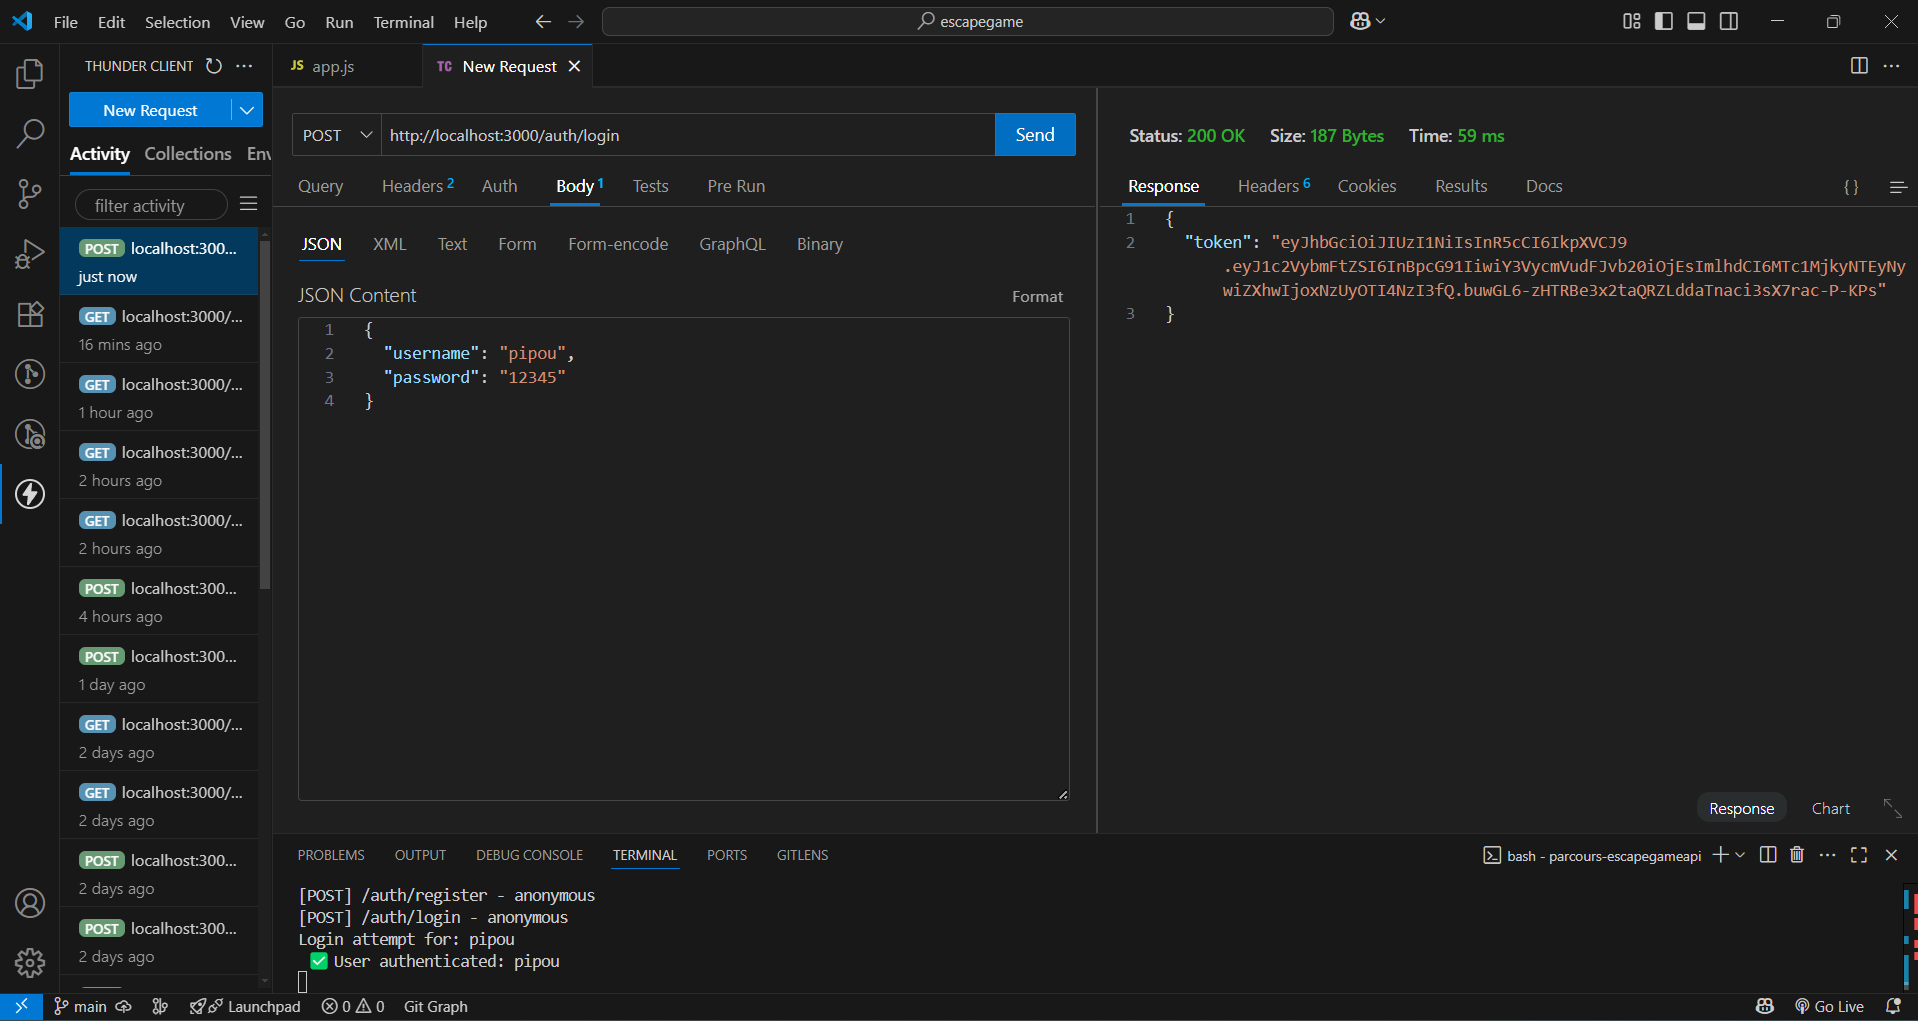 File Edit Selection View Go Run Terminal Help
escapegame
THUNDER CLIENT
New Request
Activity Collections Env
filter activity
POST localhost:300...
just now
GET localhost:3000/...
16 mins ago
GET localhost:3000/...
1 hour ago
GET localhost:3000/...
2 hours ago
GET localhost:3000/...
2 hours ago
POST localhost:300...
4 hours ago
POST localhost:300...
1 day ago
GET localhost:3000/...
2 days ago
GET localhost:3000/...
2 days ago
POST localhost:300...
2 days ago
POST localhost:300...
2 days ago
JS app.js
TC New Request
POST http://localhost:3000/auth/login Send
Query Headers 2 Auth Body 1 Tests Pre Run
JSON XML Text Form Form-encode GraphQL Binary
JSON Content Format
1 {
2 "username": "pipou",
3 "password": "12345"
4 }
Status: 200 OK Size: 187 Bytes Time: 59 ms
Response Headers 6 Cookies Results Docs { }
1 {
2 "token": "eyJhbGciOiJIUzI1NiIsInR5cCI6IkpXVCJ9
.eyJ1c2VybmFtZSI6InBpcG91IiwiY3VycmVudFJvb20iOjEsImlhdCI6MTc1MjkyNTEyNy
wiZXhwIjoxNzUyOTI4NzI3fQ.buwGL6-zHTRBe3x2taQRZLddaTnaci3sX7rac-P-KPs"
3 }
Response Chart
PROBLEMS OUTPUT DEBUG CONSOLE TERMINAL PORTS GITLENS
bash - parcours-escapegameapi
[POST] /auth/register - anonymous
[POST] /auth/login - anonymous
Login attempt for: pipou
✅ User authenticated: pipou
main Launchpad 0 0 Git Graph
Go Live